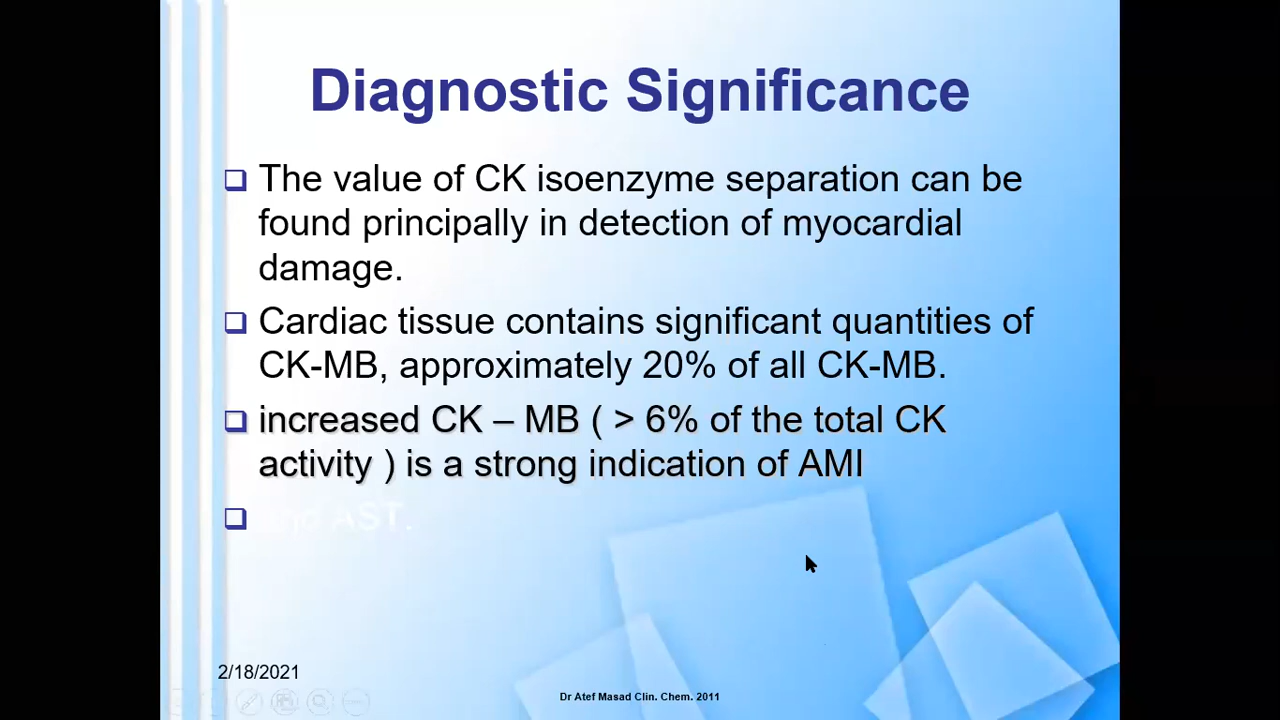 Diagnostic Significance
The value of CK isoenzyme separation can be
found principally in detection of myocardial
damage.
Cardiac tissue contains significant quantities of
CK-MB, approximately 20% of all CK-MB.
increased CK – MB ( > 6% of the total CK
activity ) is a strong indication of AMI
and AST.
2/18/2021
Dr Atef Masad Clin. Chem. 2011